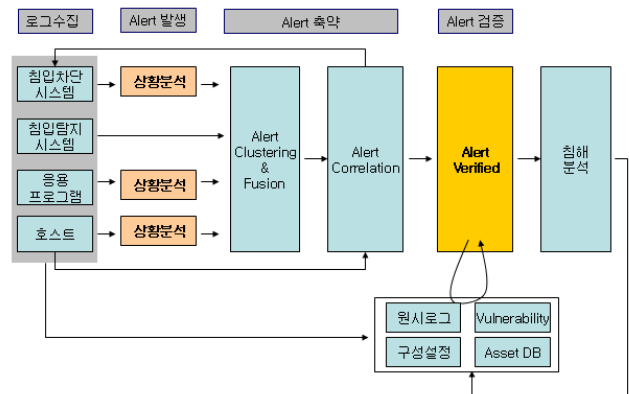 로그수집
Alert 발생
Alert 축약
Alert 검증
침입차단
시스템
상황분석
침입탐지
시스템
응용
프로그램
상황분석
호스트
상황분석
Alert
Clustering
&
Fusion
Alert
Correlation
Alert
Verified
침해
분석
원시로그
Vulnerability
구성설정
Asset DB